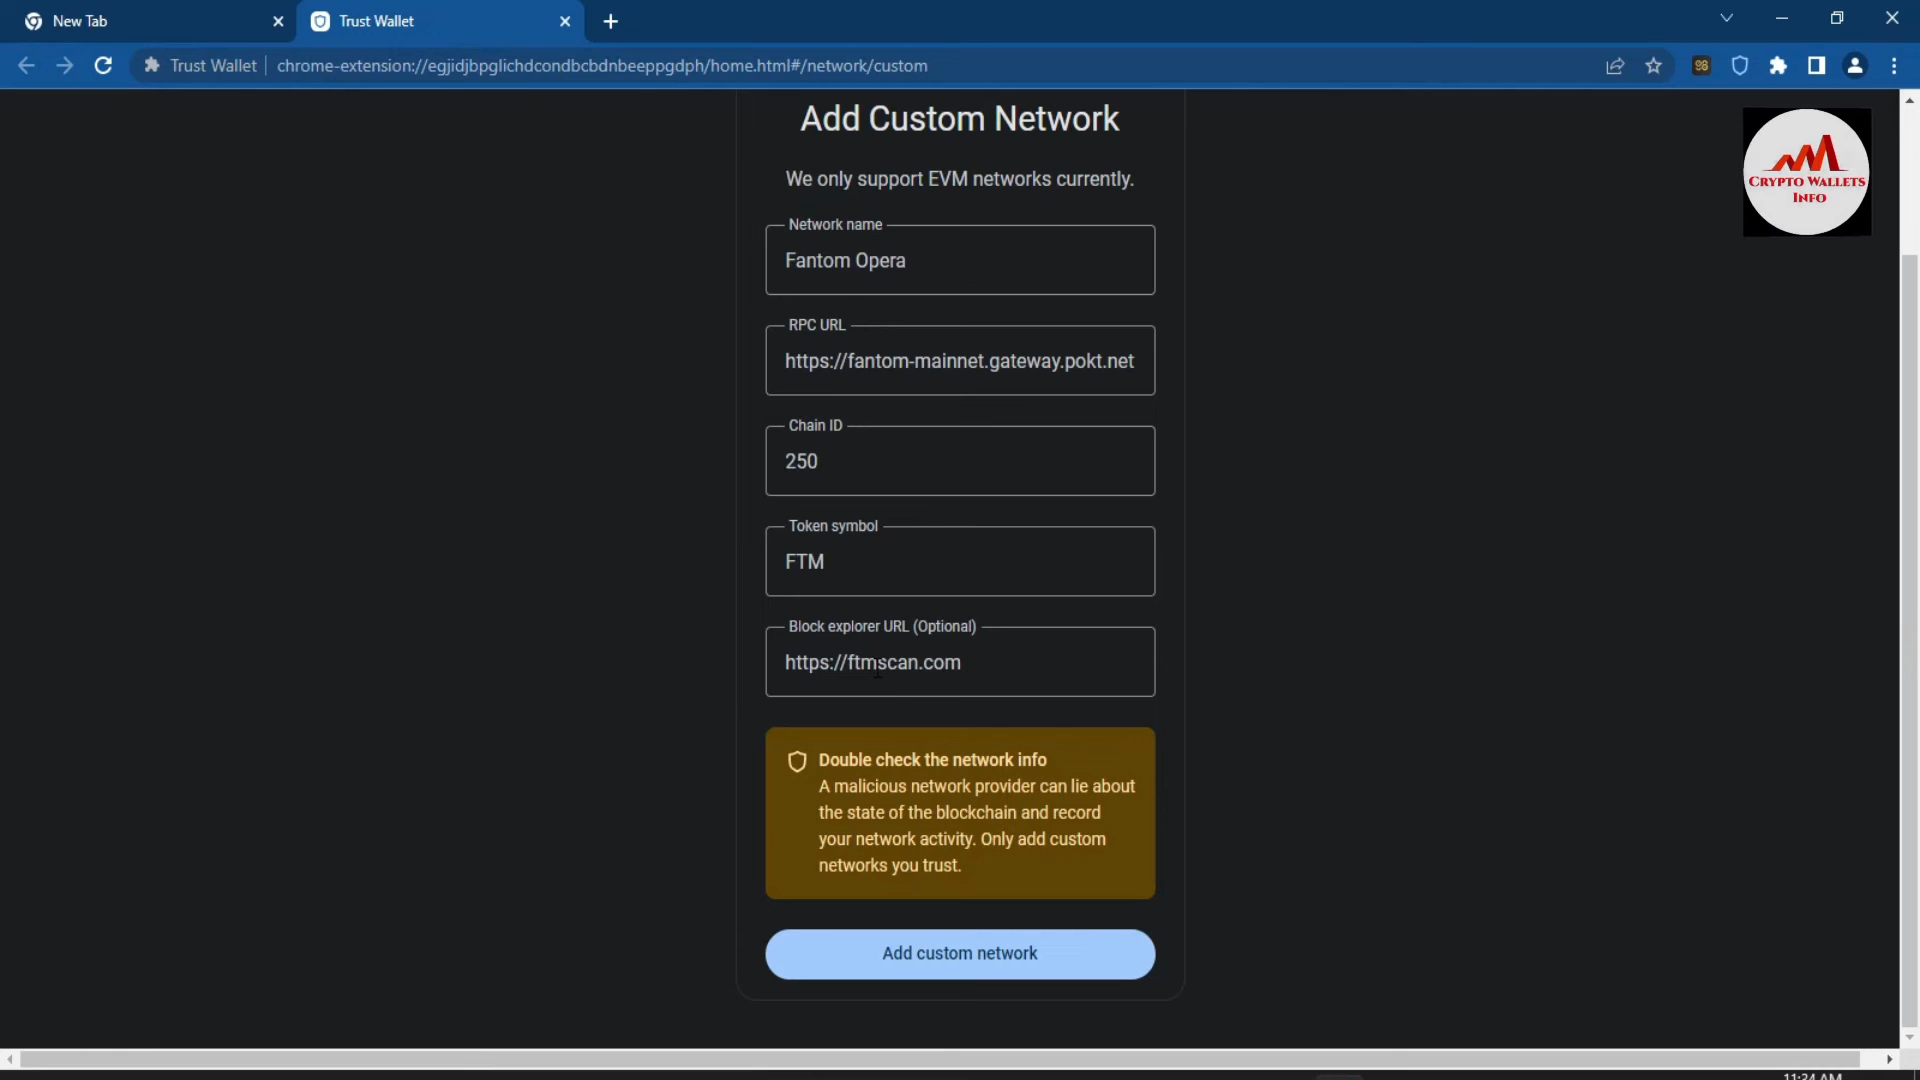 New Tab
Trust Wallet
Trust Wallet
chrome-extension://egjidjbpglichdcondbcbdnbeeppgdph/home.html#/network/custom
98
Add Custom Network
We only support EVM networks currently.
Network name
Fantom Opera
RPC URL
https://fantom-mainnet.gateway.pokt.net
Chain ID
250
Token symbol
FTM
Block explorer URL (Optional)
https://ftmscan.com
Double check the network info
A malicious network provider can lie about
the state of the blockchain and record
your network activity. Only add custom
networks you trust.
Add custom network
CRYPTO WALLETS
INFO
11:34 AM